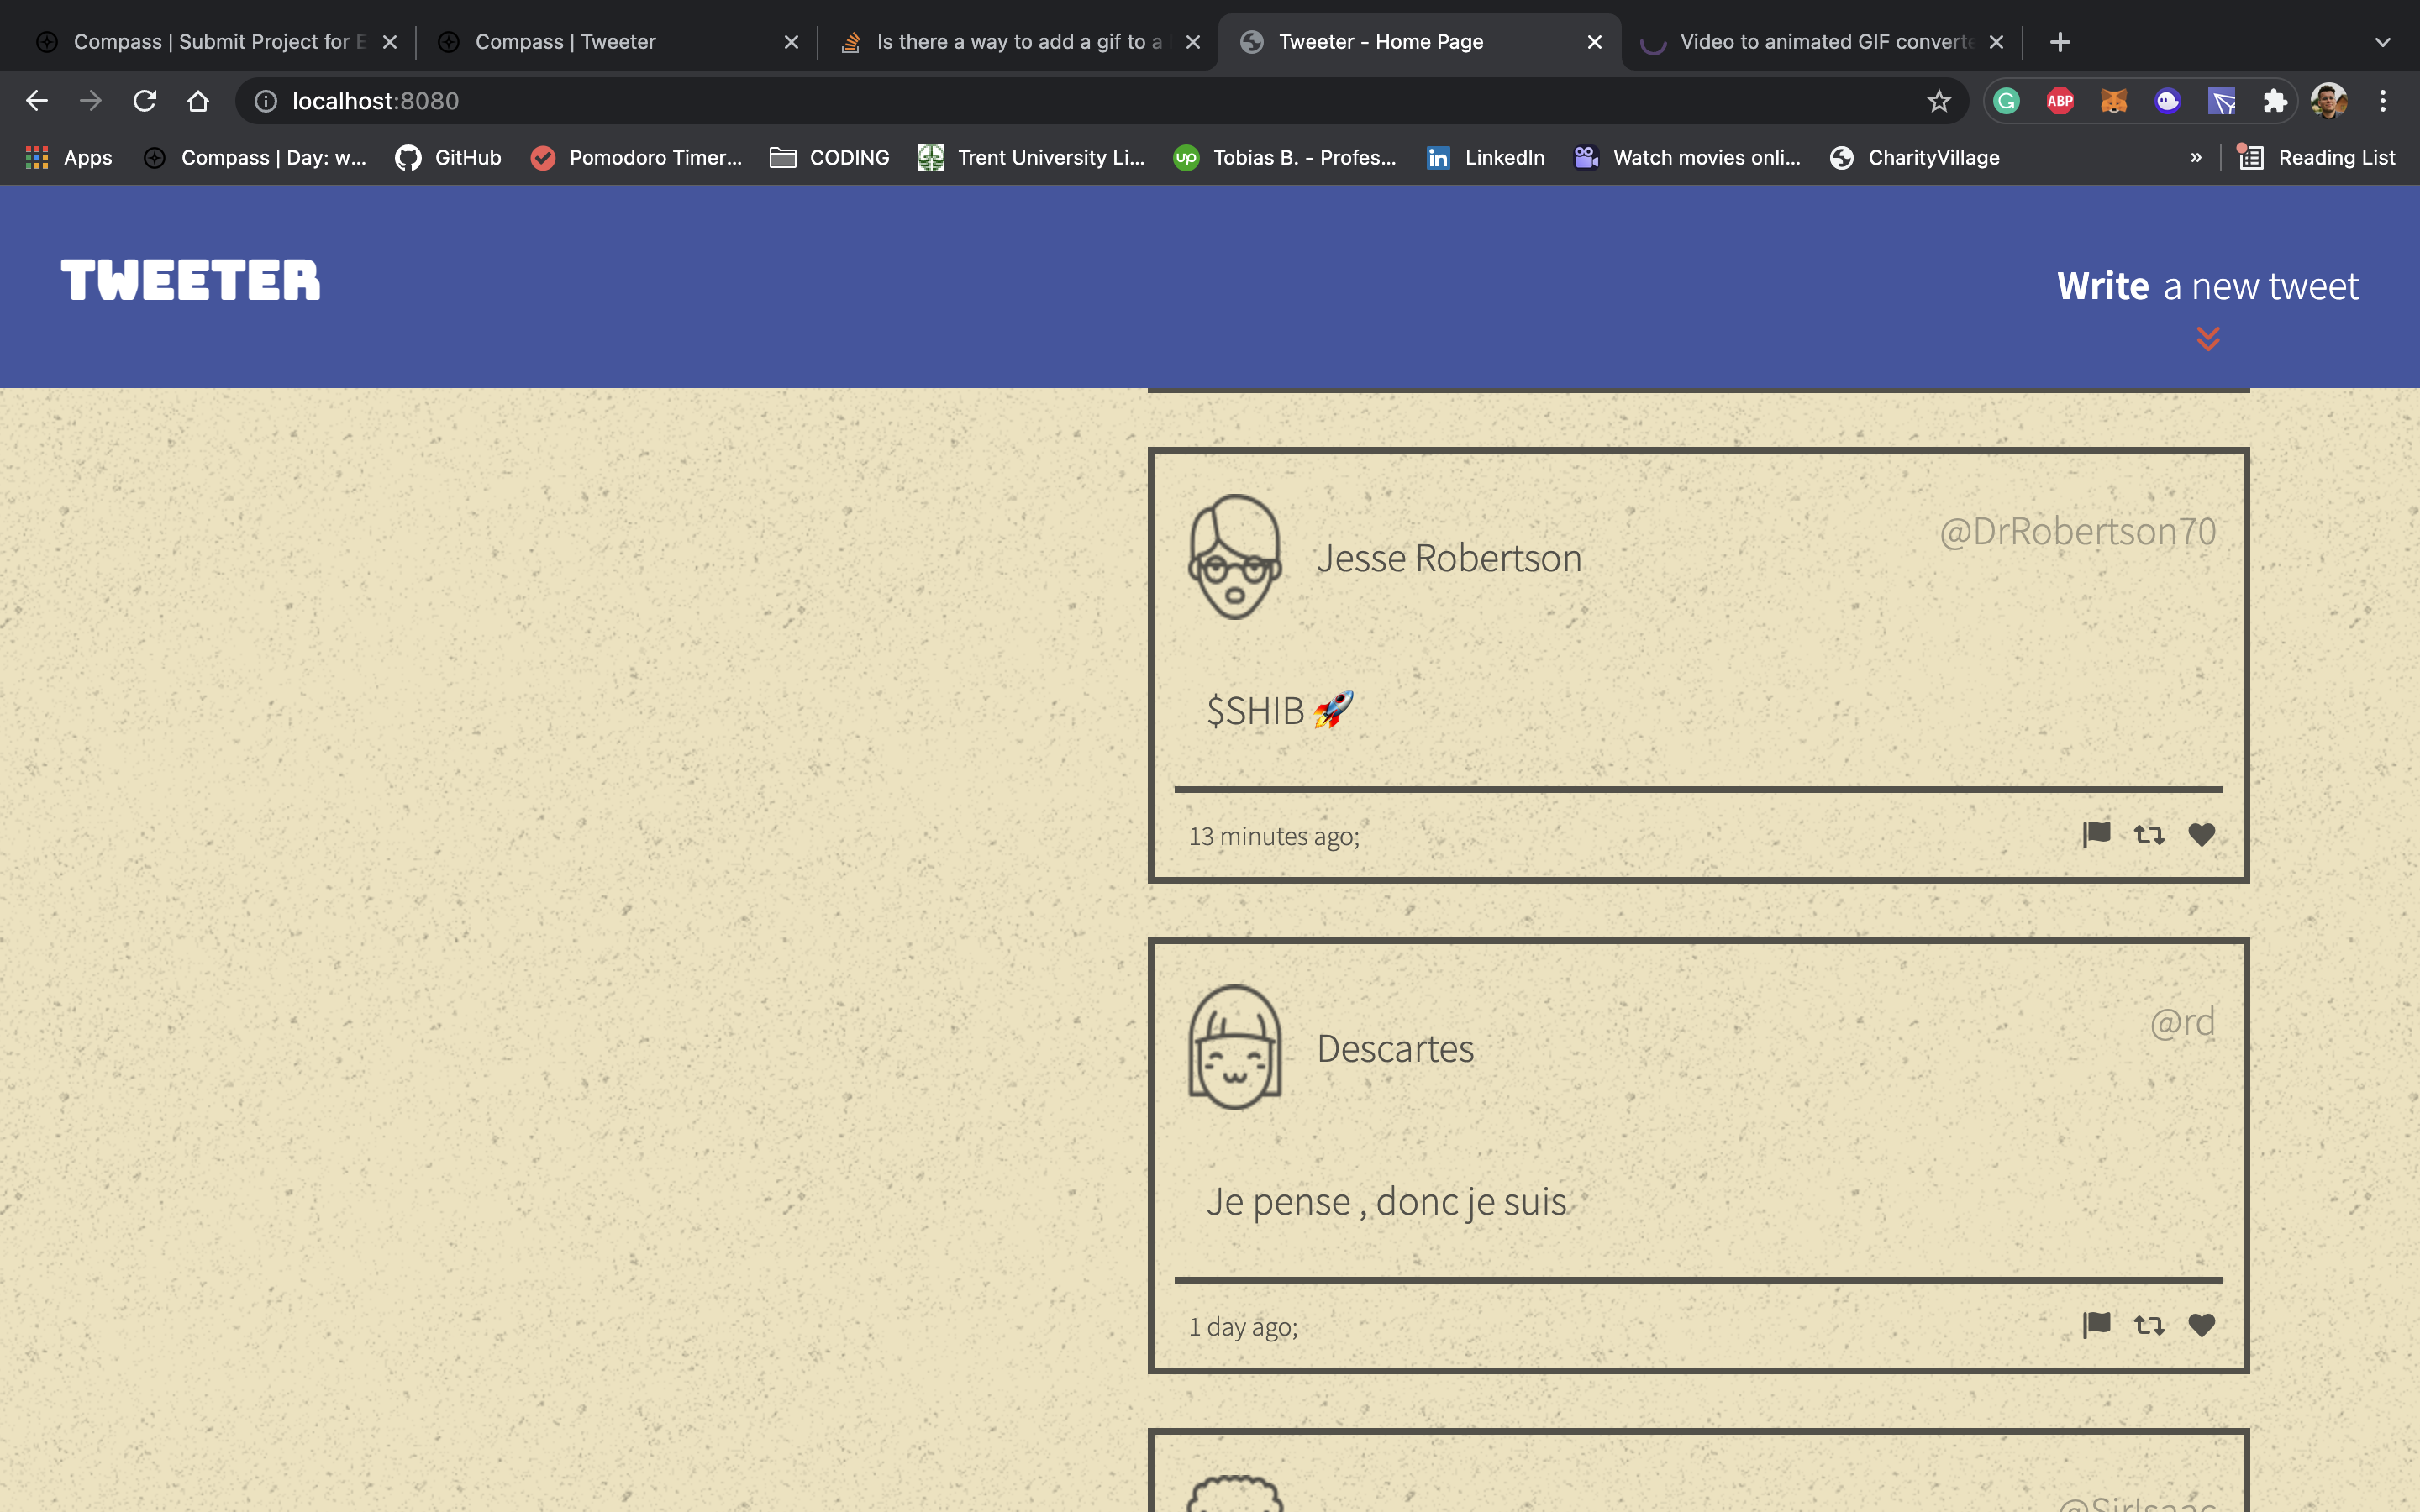 Compass | Submit Project for E
Compass | Tweeter
Is there a way to add a gif to a
Tweeter - Home Page
Video to animated GIF converte
localhost:8080
ABP
Apps
Compass | Day: w...
GitHub
Pomodoro Timer...
CODING
Trent University Li...
up
Tobias B. - Profes...
in
LinkedIn
Watch movies onli...
CharityVillage
»
Reading List
TWEETER
Write a new tweet
Jesse Robertson
@DrRobertson70
$SHIB 🚀
13 minutes ago;
Descartes
@rd
Je pense , donc je suis
1 day ago;
@SirIsaac